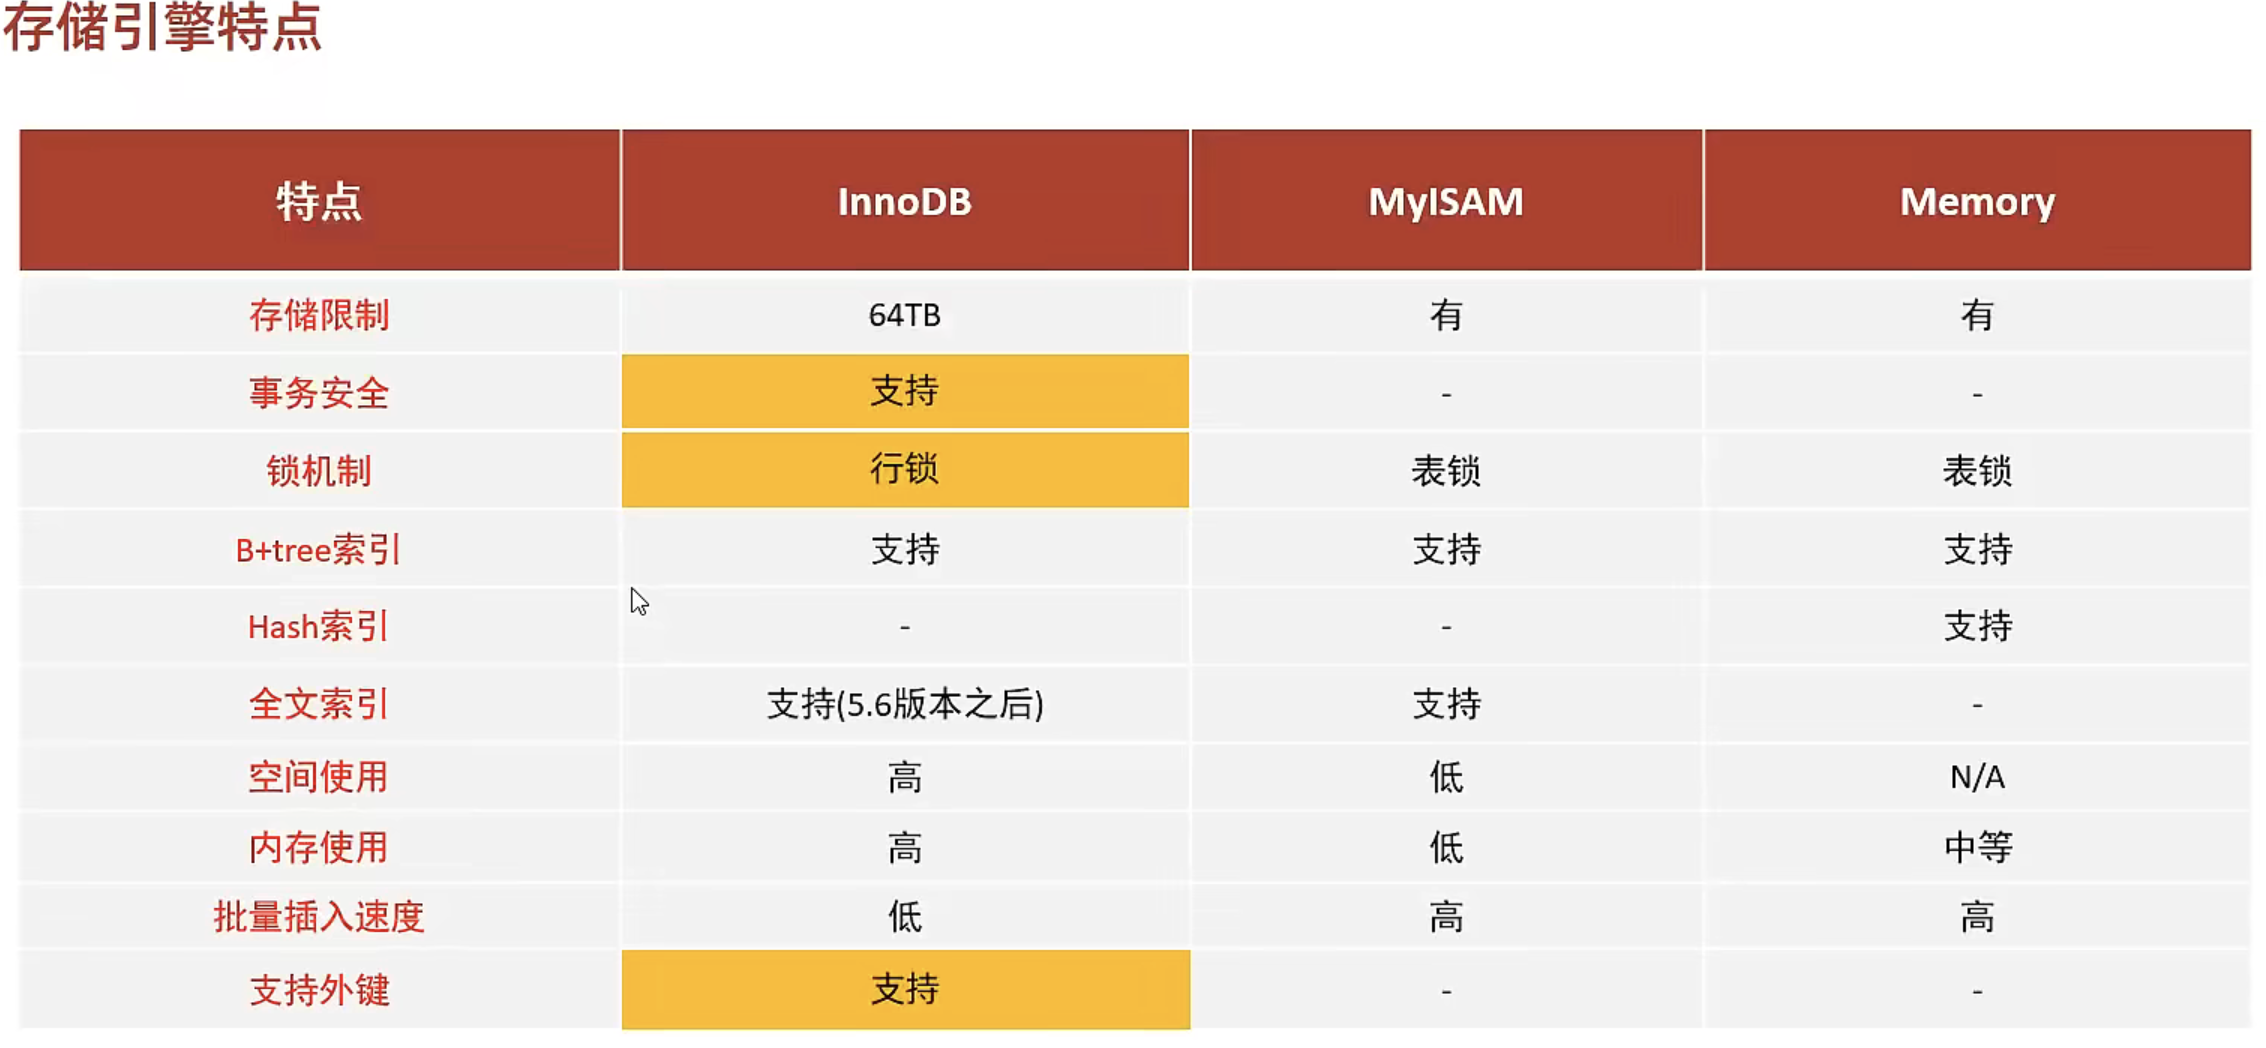 存储引擎特点
特点 InnoDB MyISAM Memory
存储限制 64TB 有 有
事务安全 支持 - -
锁机制 行锁 表锁 表锁
B+tree索引 支持 支持 支持
Hash索引 - - 支持
全文索引 支持(5.6版本之后) 支持 -
空间使用 高 低 N/A
内存使用 高 低 中等
批量插入速度 低 高 高
支持外键 支持 - -